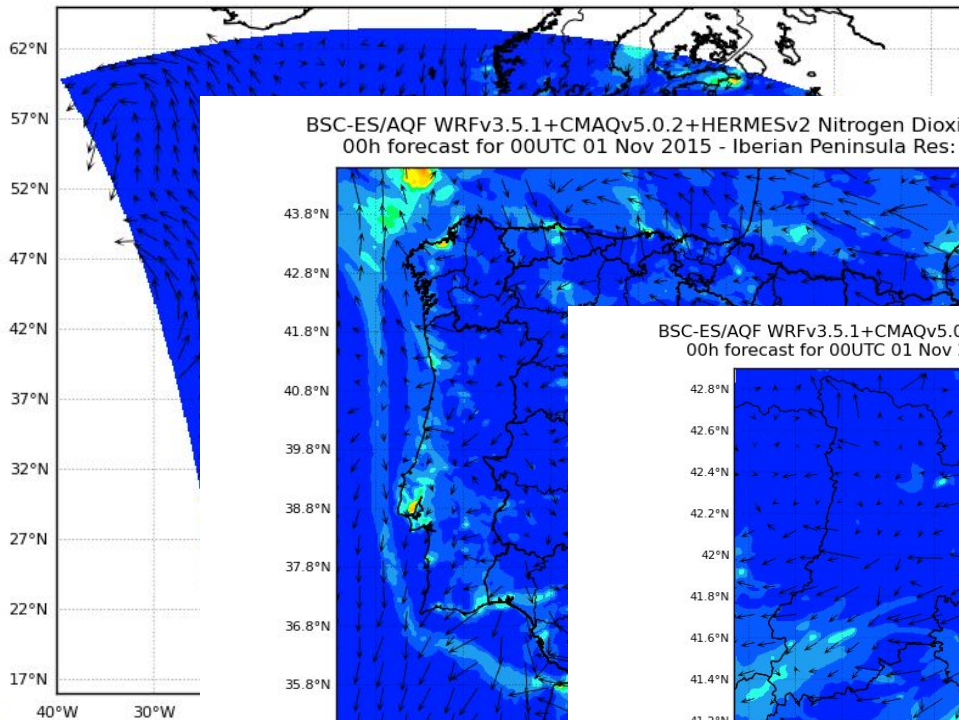 62°N
57°N
52°N
47°N
42°N
37°N
32°N
27°N
22°N
17°N
40°W
30°W
BSC-ES/AQF WRFv3.5.1+CMAQv5.0.2+HERMESv2 Nitrogen Dioxi
00h forecast for 00UTC 01 Nov 2015 - Iberian Peninsula Res:
43.8°N
42.8°N
41.8°N
40.8°N
39.8°N
38.8°N
37.8°N
36.8°N
35.8°N
BSC-ES/AQF WRFv3.5.1+CMAQv5.0
00h forecast for 00UTC 01 Nov
42.8°N
42.6°N
42.4°N
42.2°N
42°N
41.8°N
41.6°N
41.4°N
41.2°N